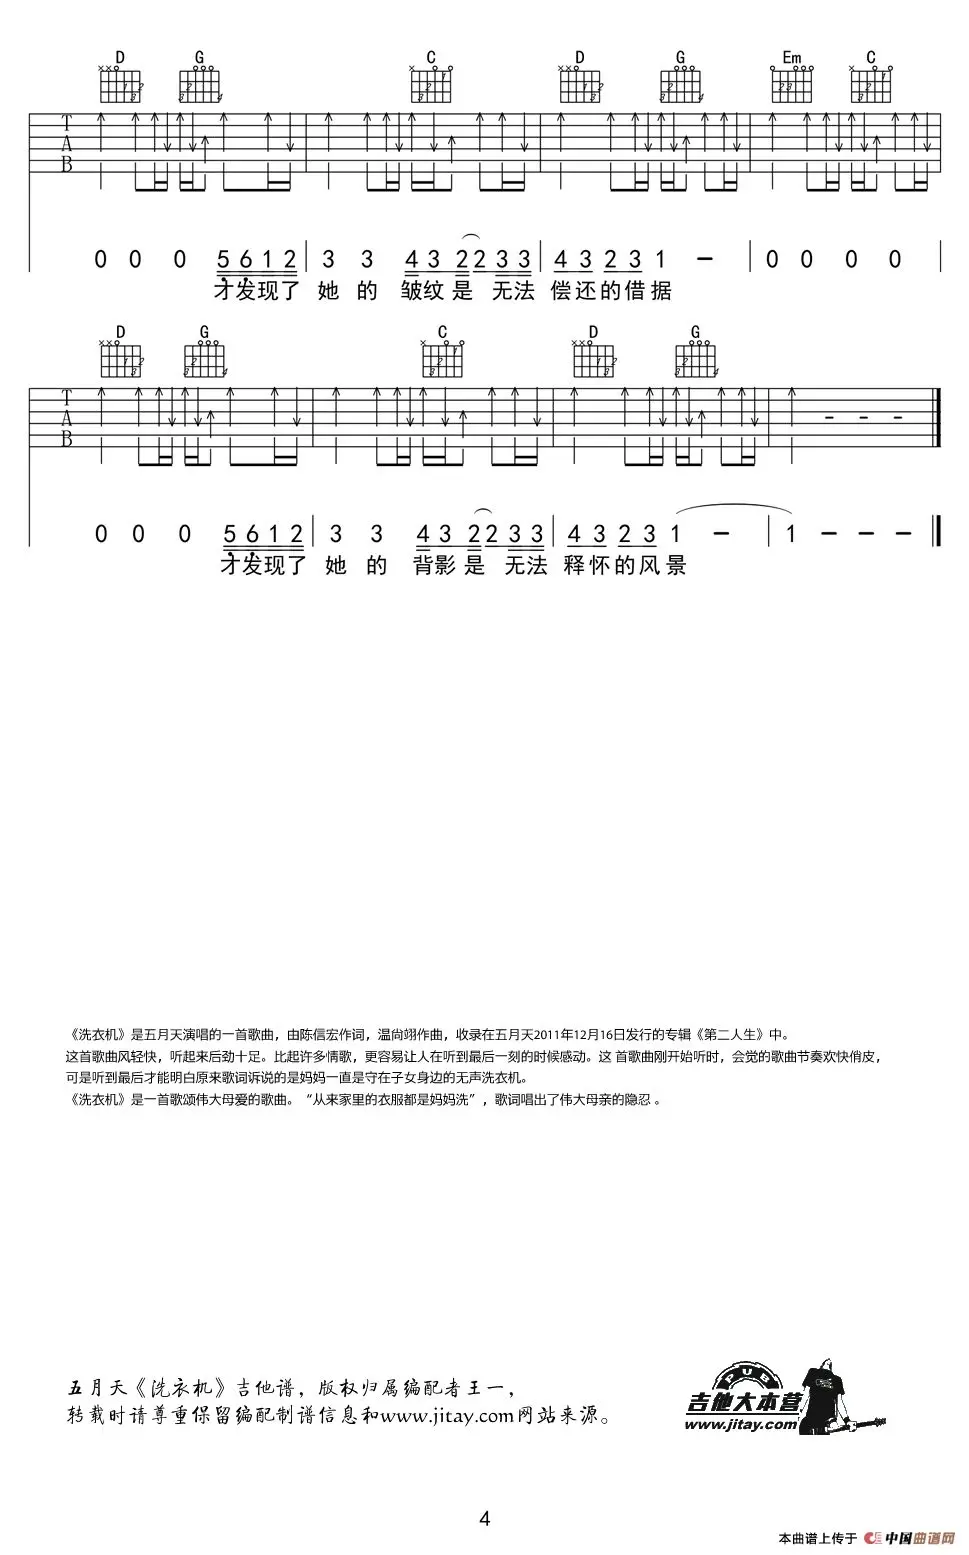 D G C D G Em C
T
A
B
0 0 0 5 6 1 2 3 3 4 3 2 2 3 3 4 3 2 3 1 - 0 0 0 0
才发现了 她 的 皱纹是 无法 偿还的借据
D G C D G
T
A
B
0 0 0 5 6 1 2 3 3 4 3 2 2 3 3 4 3 2 3 1 - 1 - - -
才发现了 她 的 背影是 无法 释怀的风景
《洗衣机》是五月天演唱的一首歌曲，由陈信宏作词，温尚翊作曲，收录在五月天2011年12月16日发行的专辑《第二人生》中。
这首歌曲风轻快，听起来后劲十足。比起许多情歌，更容易让人在听到最后一刻的时候感动。这 首歌曲刚开始听时，会觉的歌曲节奏欢快俏皮，
可是听到最后才能明白原来歌词诉说的是妈妈一直是守在子女身边的无声洗衣机。
《洗衣机》是一首歌颂伟大母爱的歌曲。“从来家里的衣服都是妈妈洗”，歌词唱出了伟大母亲的隐忍 。
五月天《洗衣机》吉他谱，版权归属编配者王一，
转载时请尊重保留编配制谱信息和www.jitay.com网站来源。
PUB
吉他大本营
www.jitay.com
4
本曲谱上传于 中国曲谱网